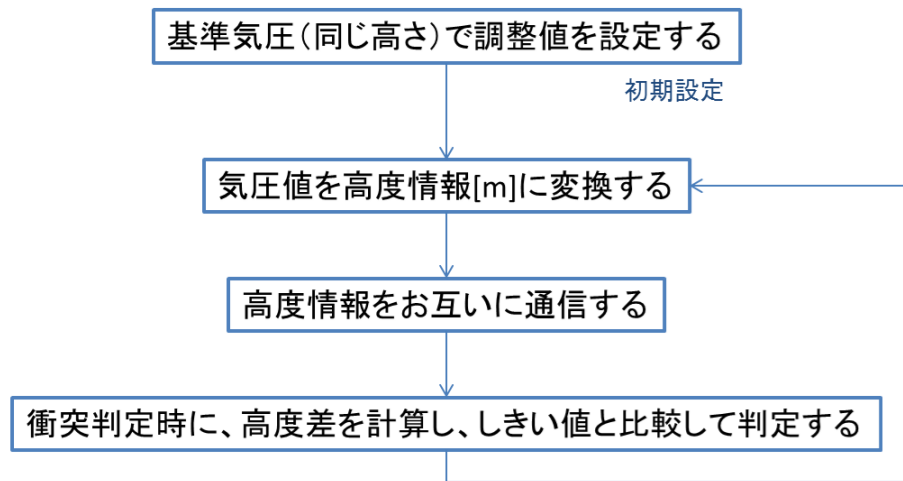 基準気圧(同じ高さ)で調整値を設定する
初期設定
気圧値を高度情報[m]に変換する
高度情報をお互いに通信する
衝突判定時に、高度差を計算し、しきい値と比較して判定する